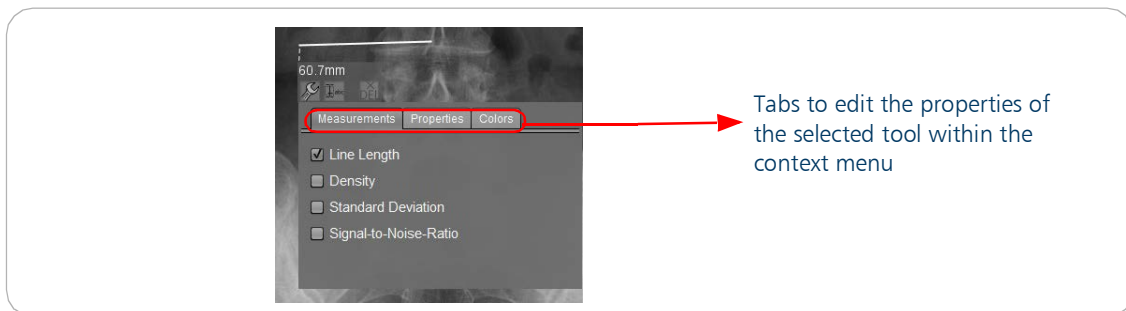 60.7mm
DEL
Measurements Properties Colors
Line Length
Density
Standard Deviation
Signal-to-Noise-Ratio
Tabs to edit the properties of
the selected tool within the
context menu